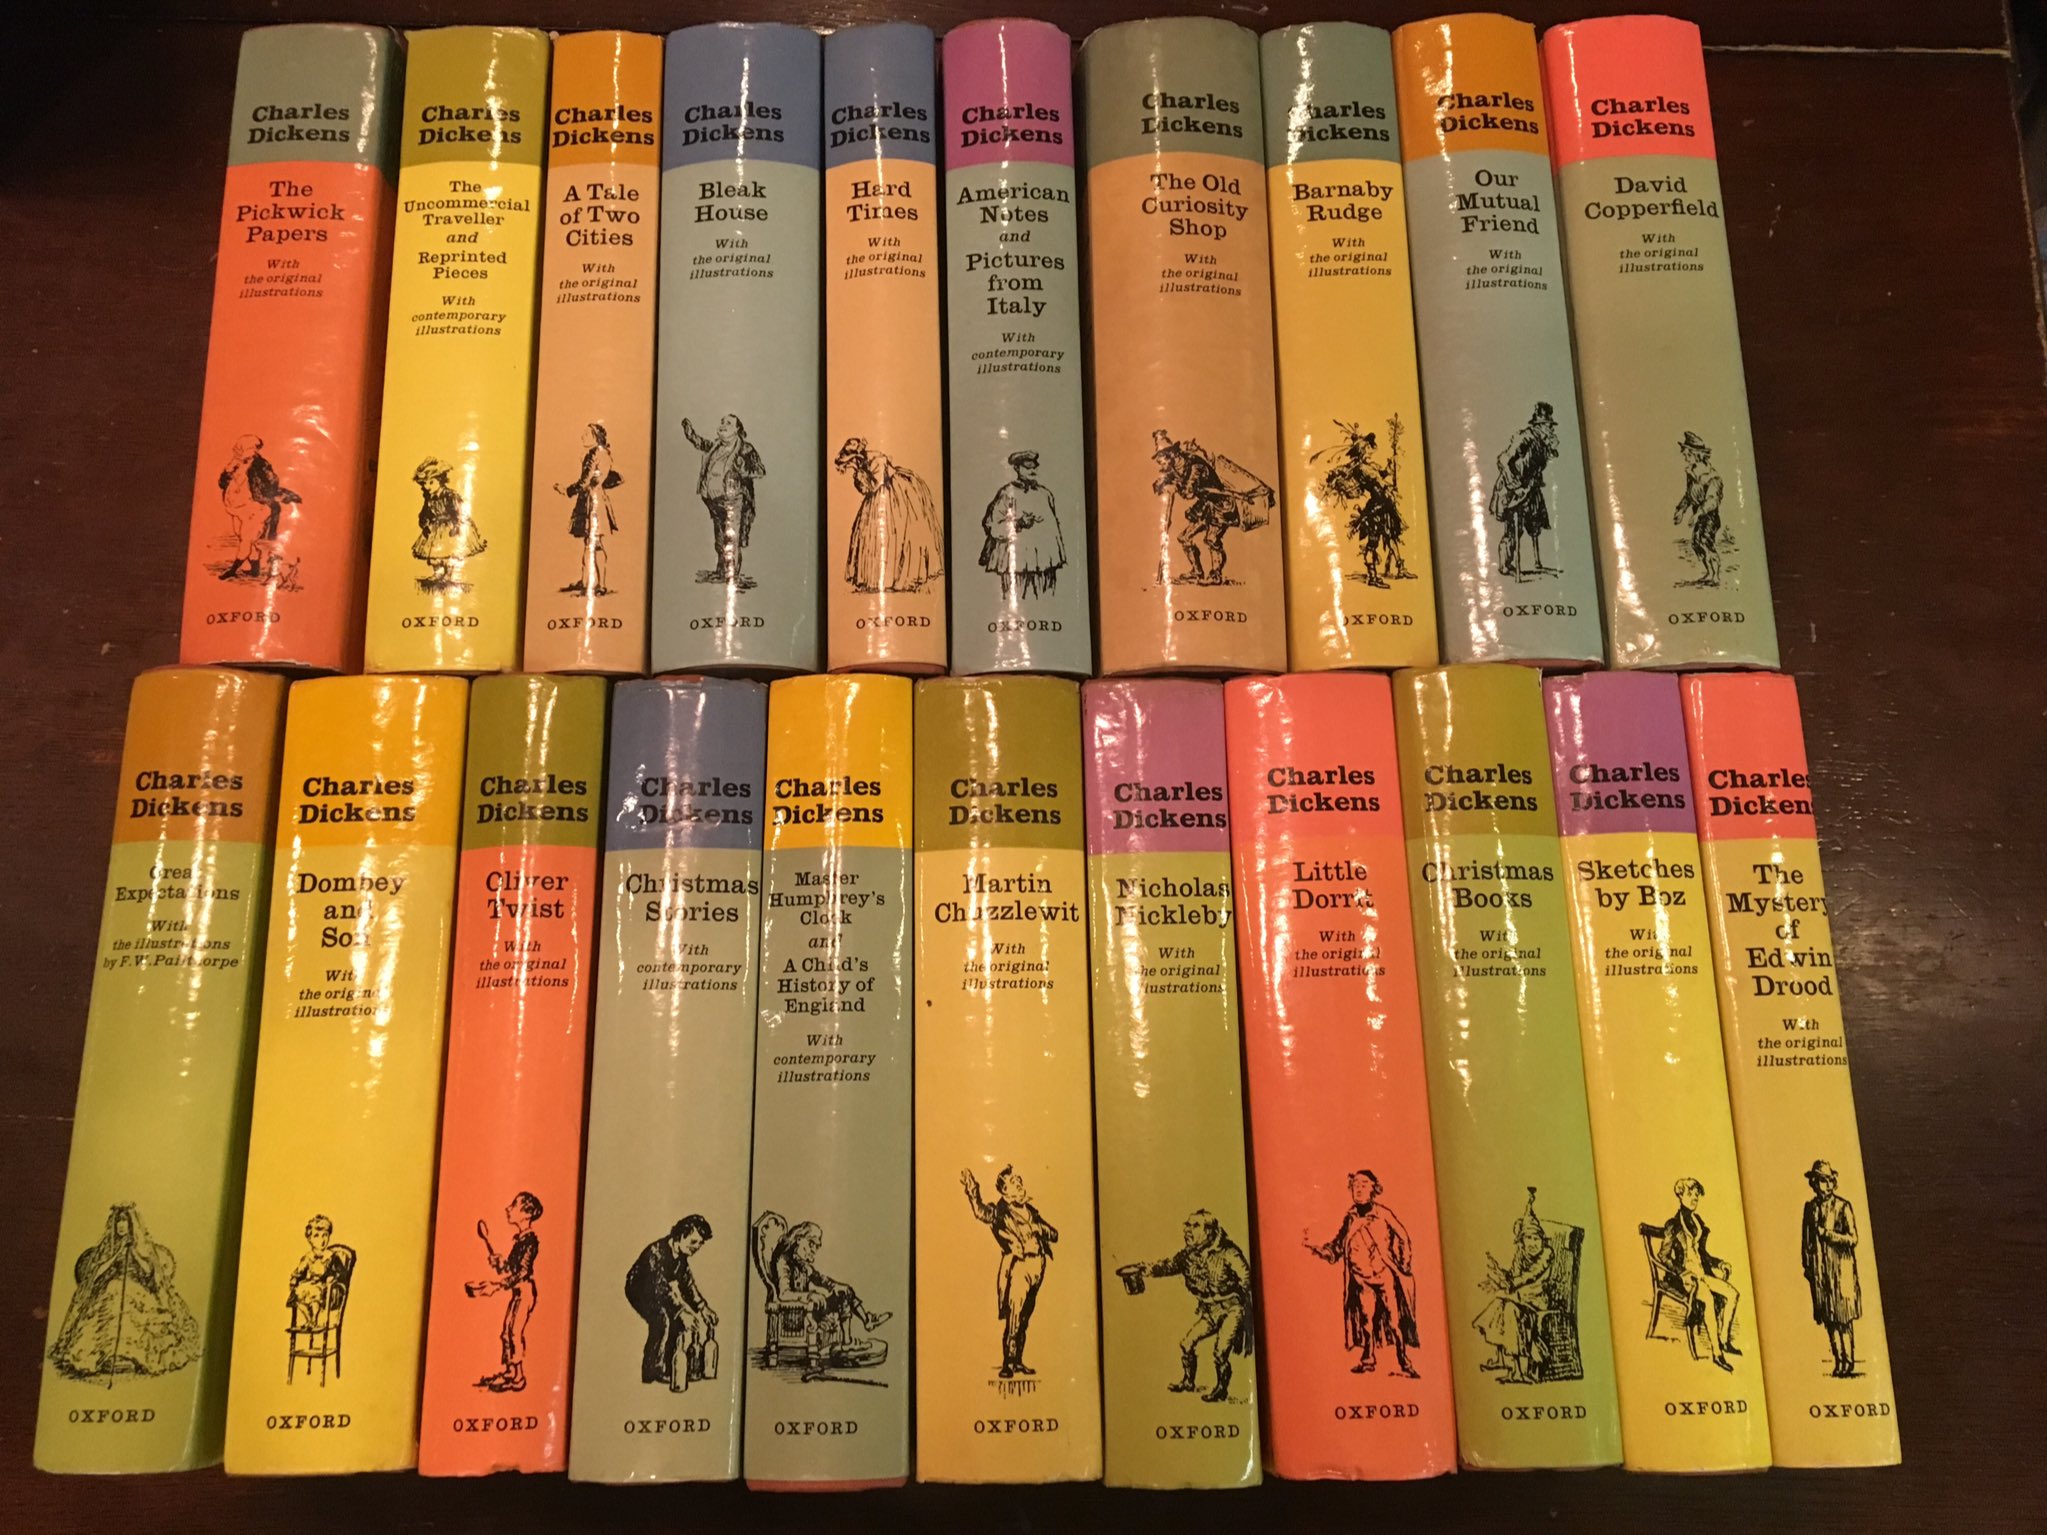 Charles
Dickens
The
Pickwick
Papers
With
the original
illustrations
OXFORD
Charles
Dickens
The
Uncommercial
Traveller
and
Reprinted
Pieces
With
contemporary
illustrations
OXFORD
Charles
Dickens
A Tale
of Two
Cities
With
the original
illustrations
OXFORD
Charles
Dickens
Bleak
House
With
the original
illustrations
OXFORD
Charles
Dickens
Hard
Times
With
the original
illustrations
OXFORD
Charles
Dickens
American
Notes
and
Pictures
from
Italy
With
contemporary
illustrations
OXFORD
Charles
Dickens
The Old
Curiosity
Shop
With
the original
illustrations
OXFORD
Charles
Dickens
Barnaby
Rudge
With
the original
illustrations
OXFORD
Charles
Dickens
Our
Mutual
Friend
With
the original
illustrations
OXFORD
Charles
Dickens
David
Copperfield
With
the original
illustrations
OXFORD
Charles
Dickens
Great
Expectations
With
the illustrations
by F. W. Pailthorpe
OXFORD
Charles
Dickens
Dombey
and
Son
With
the original
illustrations
OXFORD
Charles
Dickens
Oliver
Twist
With
the original
illustrations
OXFORD
Charles
Dickens
Christmas
Stories
With
contemporary
illustrations
OXFORD
Charles
Dickens
Master
Humphrey's
Clock
and
A Child's
History of
England
With
contemporary
illustrations
OXFORD
Charles
Dickens
Martin
Chuzzlewit
With
the original
illustrations
OXFORD
Charles
Dickens
Nicholas
Nickleby
With
the original
illustrations
OXFORD
Charles
Dickens
Little
Dorrit
With
the original
illustrations
OXFORD
Charles
Dickens
Christmas
Books
With
the original
illustrations
OXFORD
Charles
Dickens
Sketches
by Boz
With
the original
illustrations
OXFORD
Charles
Dickens
The
Mystery
of
Edwin
Drood
With
the original
illustrations
OXFORD